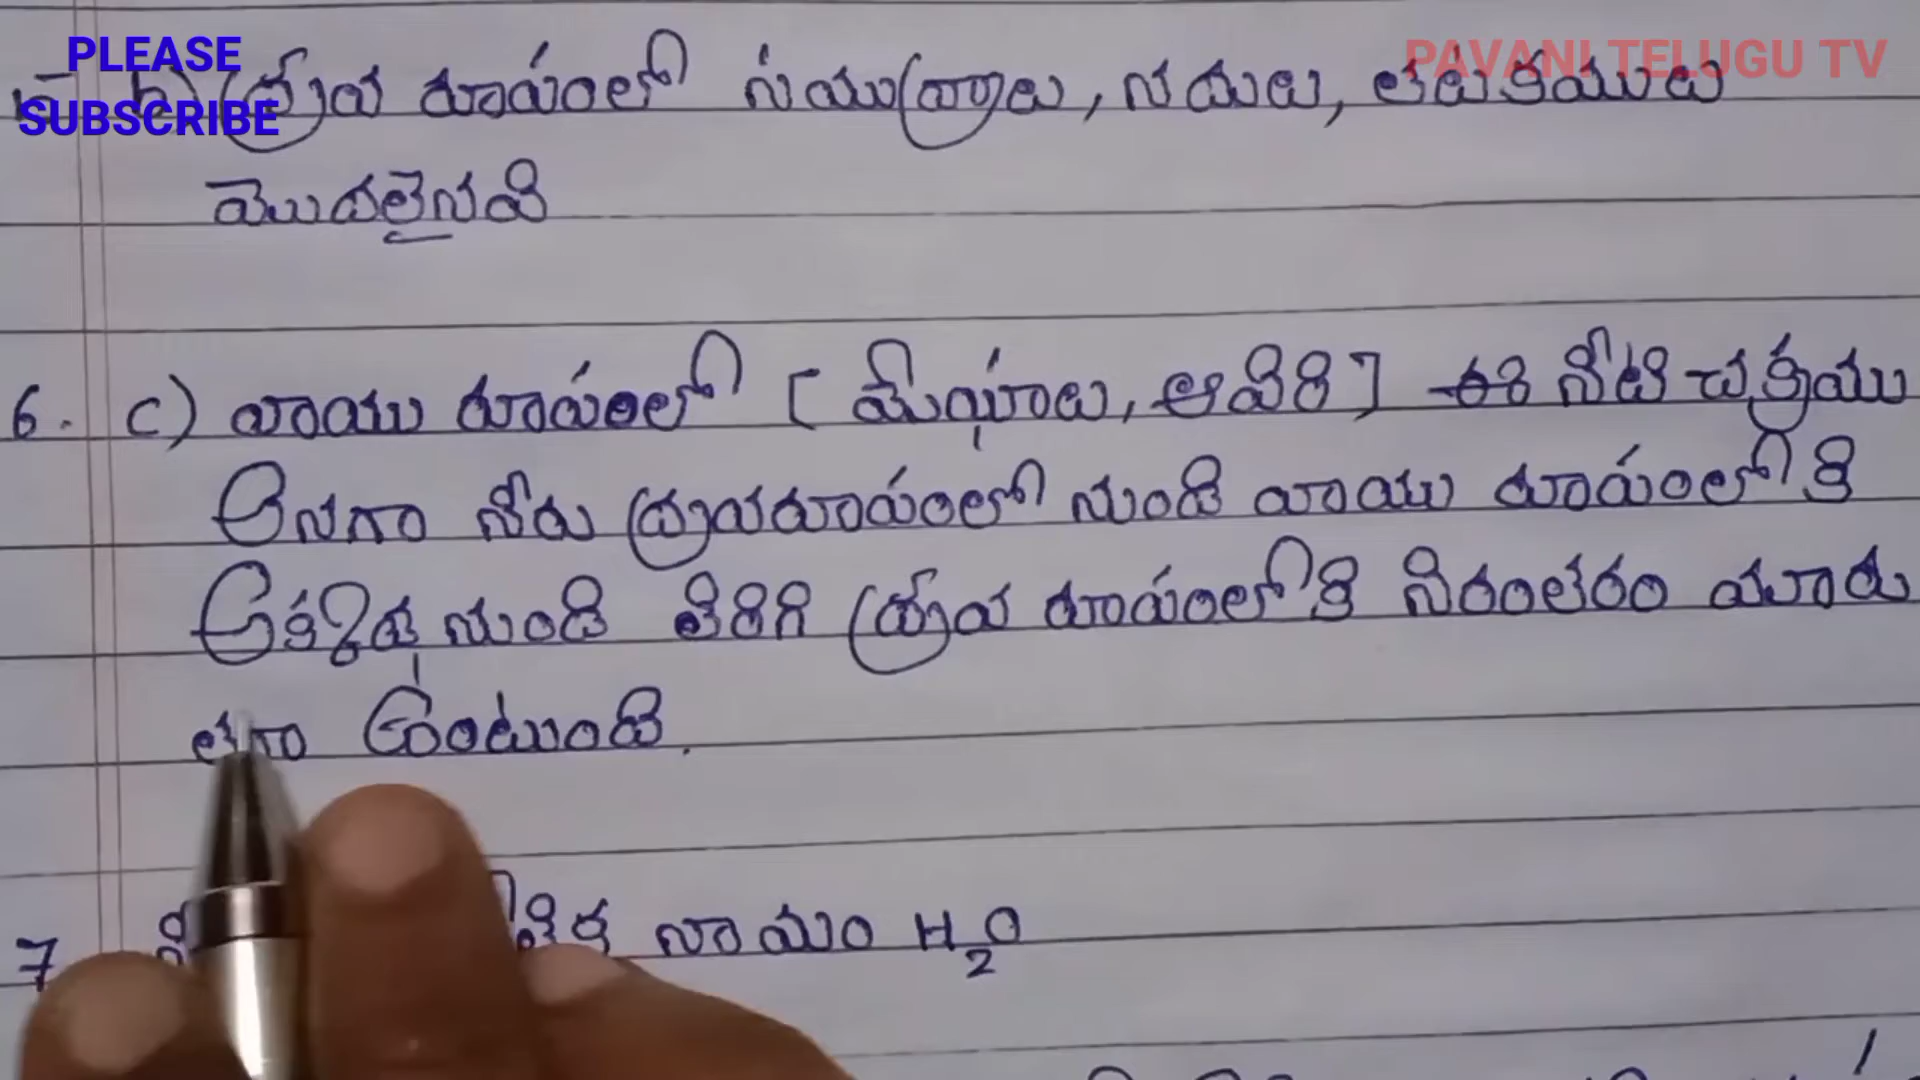 PLEASE
SUBSCRIBE
PAVANI TELUGU TV
b) ద్రవ రూపంలో సముద్రాలు, నదులు, తటకములు
మొదలైనవి
6. c) వాయు రూపంలో [మేఘాలు, ఆవిరి] ఈ నీటి చక్రము
అనగా నీరు ద్రవరూపంలో నుండి వాయు రూపంలోకి
అక్కడి నుండి తిరిగి ద్రవ రూపంలోకి నిరంతరం మారు
తూ ఉంటుంది.
7 నామం H₂O